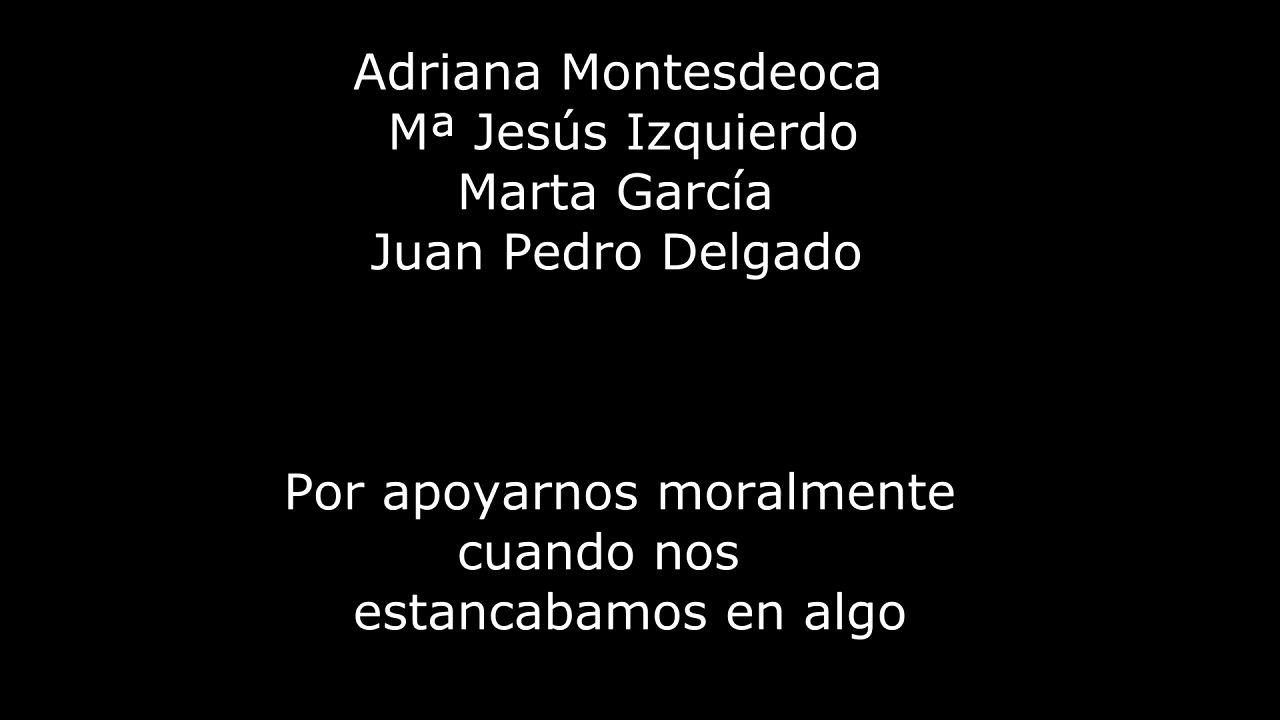 Adriana Montesdeoca
Mª Jesús Izquierdo
Marta García
Juan Pedro Delgado
Por apoyarnos moralmente
cuando nos
estancabamos en algo